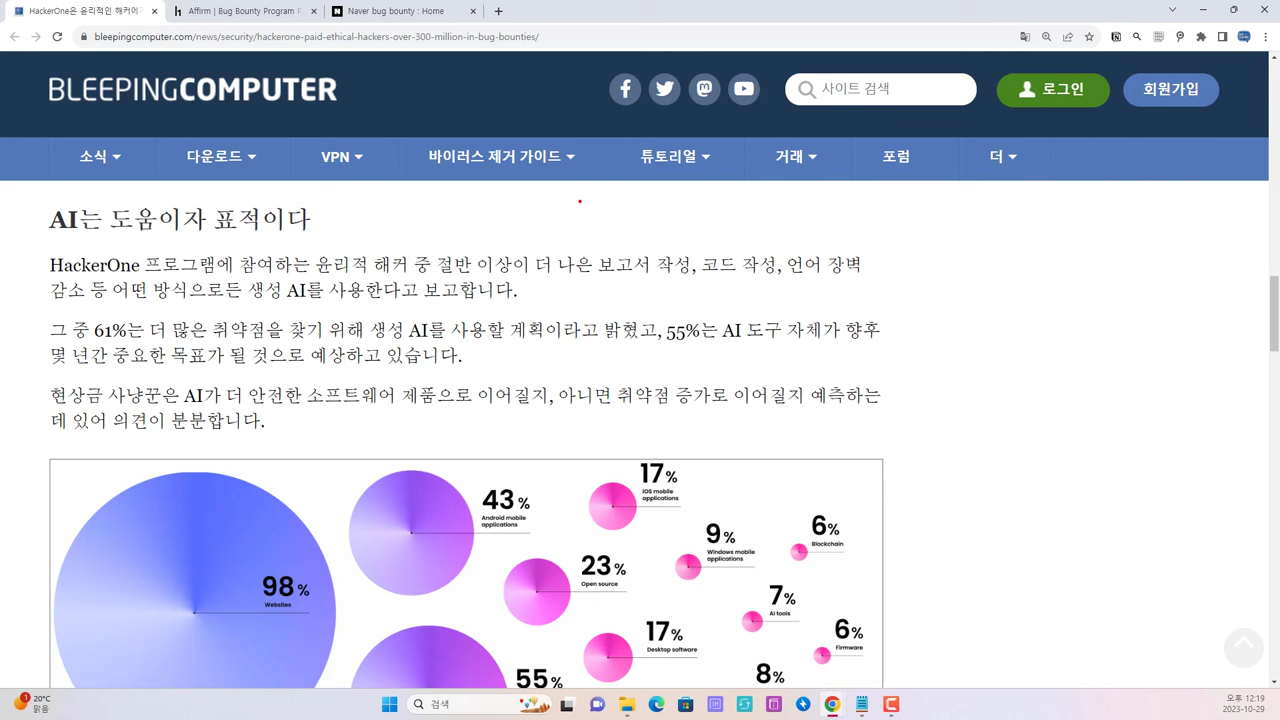 HackerOne은 윤리적인 해커에
Affirm | Bug Bounty Program P
Naver bug bounty : Home
bleepingcomputer.com/news/security/hackerone-paid-ethical-hackers-over-300-million-in-bug-bounties/
BLEEPINGCOMPUTER
사이트 검색
로그인
회원가입
소식
다운로드
VPN
바이러스 제거 가이드
튜토리얼
거래
포럼
더
AI는 도움이자 표적이다
HackerOne 프로그램에 참여하는 윤리적 해커 중 절반 이상이 더 나은 보고서 작성, 코드 작성, 언어 장벽
감소 등 어떤 방식으로든 생성 AI를 사용한다고 보고합니다.
그 중 61%는 더 많은 취약점을 찾기 위해 생성 AI를 사용할 계획이라고 밝혔고, 55%는 AI 도구 자체가 향후
몇 년간 중요한 목표가 될 것으로 예상하고 있습니다.
현상금 사냥꾼은 AI가 더 안전한 소프트웨어 제품으로 이어질지, 아니면 취약점 증가로 이어질지 예측하는
데 있어 의견이 분분합니다.
98%
Websites
43%
Android mobile
applications
17%
iOS mobile
applications
23%
Open source
9%
Windows mobile
applications
6%
Blockchain
7%
AI tools
17%
Desktop software
6%
Firmware
55%
8%
1
20°C
맑음
검색
오후 12:19
2023-10-29